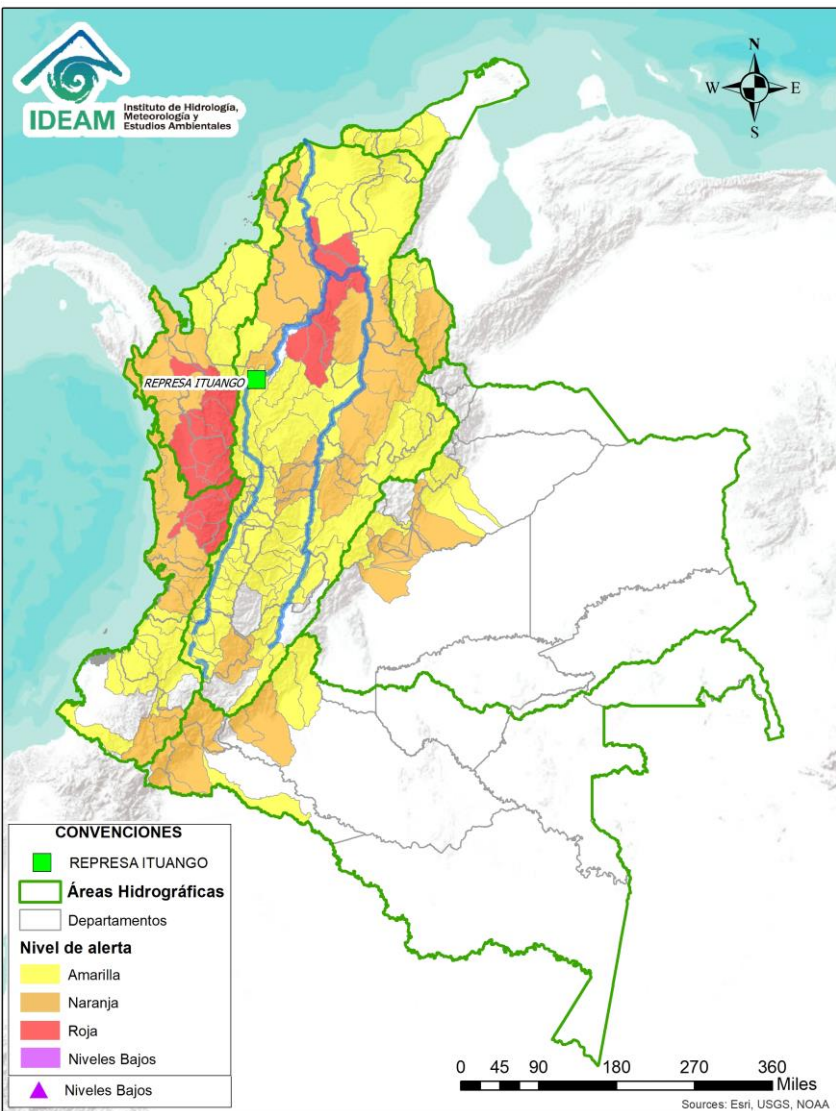 IDEAM
Instituto de Hidrología,
Meteorología y
Estudios Ambientales
N
W
E
S
REPRESA ITUANGO
CONVENCIONES
REPRESA ITUANGO
Áreas Hidrográficas
Departamentos
Nivel de alerta
Amarilla
Naranja
Roja
Niveles Bajos
Niveles Bajos
0 45 90 180 270 360
Miles
Sources: Esri, USGS, NOAA